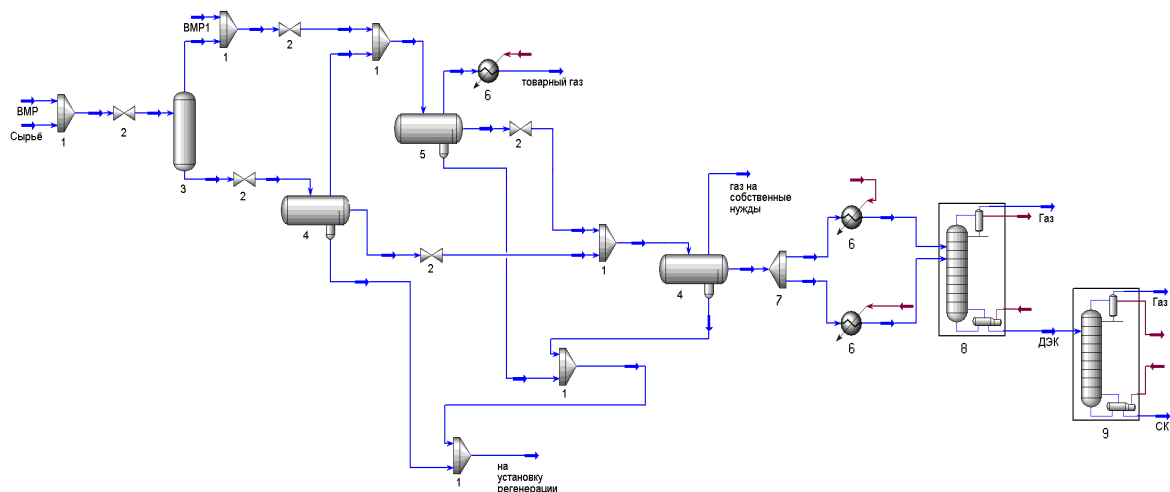 ВМР1
1
2
1
6
товарный газ
ВМР
Сырьё
1
2
3
2
5
2
4
2
газ на
собственные
нужды
1
4
7
6
6
Газ
8
ДЭК
Газ
9
СК
1
1
на
установку
регенерации